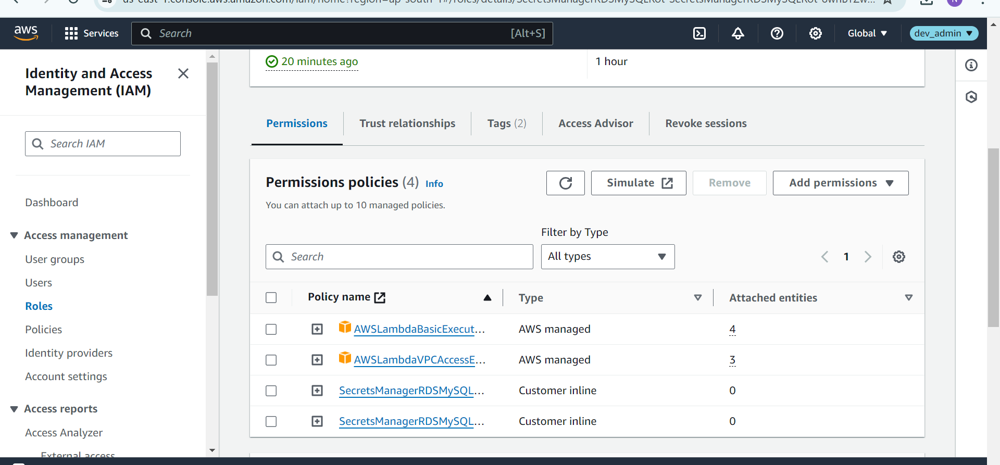 aws
Services
Search
[Alt+S]
Global
dev_admin
Identity and Access
Management (IAM)
Search IAM
Dashboard
Access management
User groups
Users
Roles
Policies
Identity providers
Account settings
Access reports
Access Analyzer
External access
20 minutes ago
1 hour
Permissions
Trust relationships
Tags (2)
Access Advisor
Revoke sessions
Permissions policies (4) Info
Simulate
Remove
Add permissions
You can attach up to 10 managed policies.
Filter by Type
Search
All types
1
Policy name
Type
Attached entities
AWSLambdaBasicExecut...
AWS managed
4
AWSLambdaVPCAccessE...
AWS managed
3
SecretsManagerRDSMySQL...
Customer inline
0
SecretsManagerRDSMySQL...
Customer inline
0